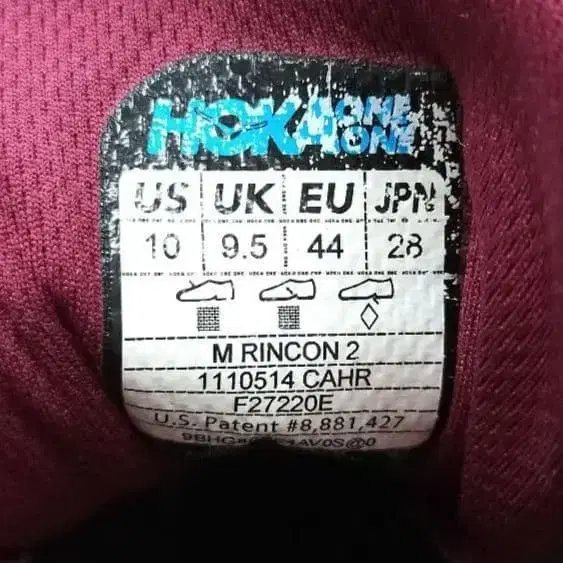 HOKA ONE ONE
US UK EU JPN
10 9.5 44 28
M RINCON 2
1110514 CAHR
F27220E
U.S. Patent #8,881,427